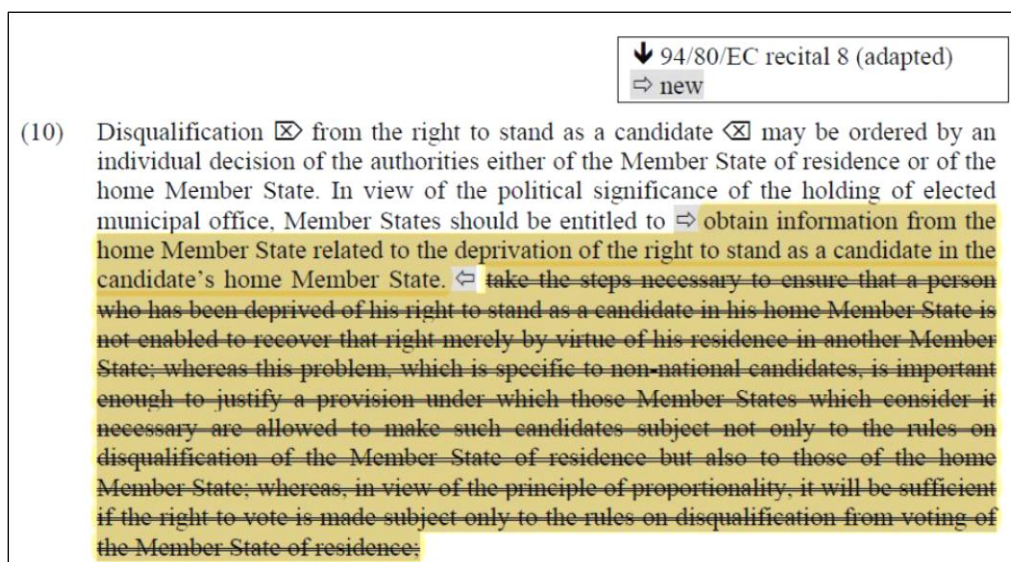 🡻 94/80/EC recital 8 (adapted)
⇨ new
(10) Disqualification ⌦ from the right to stand as a candidate ⌫ may be ordered by an
individual decision of the authorities either of the Member State of residence or of the
home Member State. In view of the political significance of the holding of elected
municipal office, Member States should be entitled to ⇨ obtain information from the
home Member State related to the deprivation of the right to stand as a candidate in the
candidate’s home Member State. ⇦ take the steps necessary to ensure that a person
who has been deprived of his right to stand as a candidate in his home Member State is
not enabled to recover that right merely by virtue of his residence in another Member
State; whereas this problem, which is specific to non-national candidates, is important
enough to justify a provision under which those Member States which consider it
necessary are allowed to make such candidates subject not only to the rules on
disqualification of the Member State of residence but also to those of the home
Member State; whereas, in view of the principle of proportionality, it will be sufficient
if the right to vote is made subject only to the rules on disqualification from voting of
the Member State of residence;